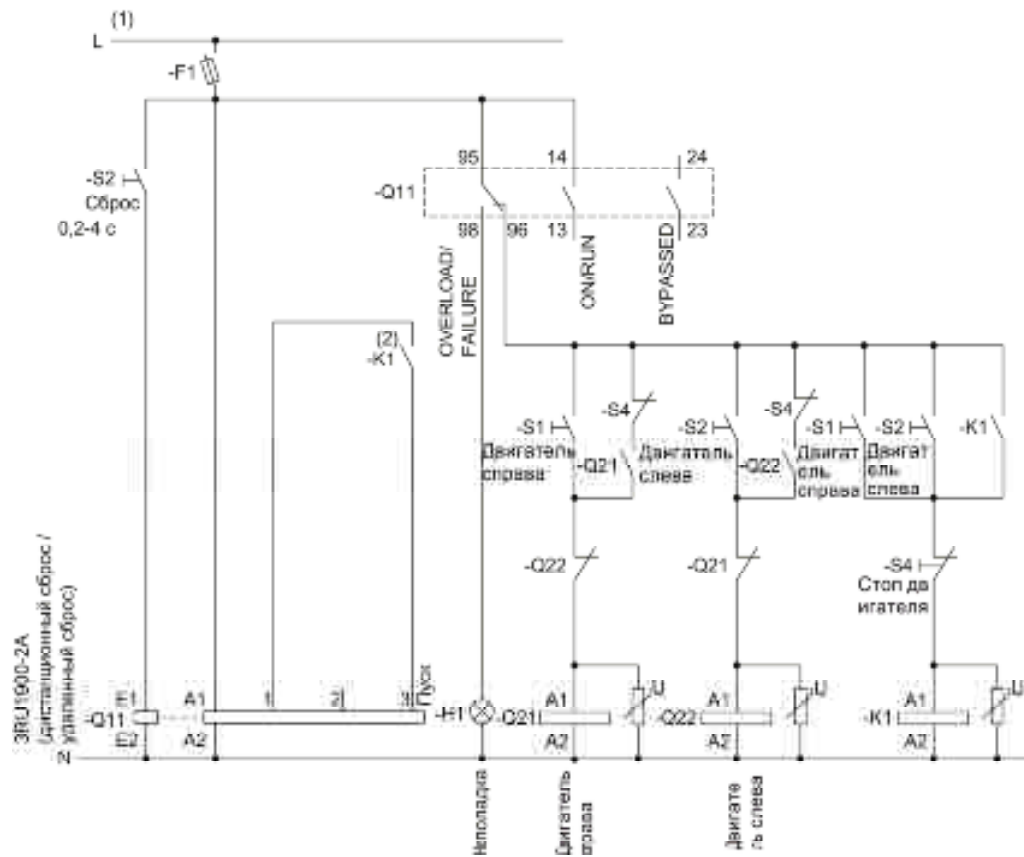 (1)
L
-F1
-S2
Сброс
0,2-4 с
95
14
24
-Q11
98
96
13
23
OVERLOAD/
FAILURE
ON/RUN
BYPASSED
(2)
-K1
-S1
Двигатель
справа
-S4
-Q21
Двигатель
слева
-S2
-S4
-Q22
-S1
Двигат
ель
справа
-S2
Двигат
ель
слева
-K1
-Q22
-Q21
-S4
Стоп дв
игателя
3RU1900-2A
(дистанционный сброс /
удаленный сброс)
E1
A1
1
2
3
Пуск
-Q11
E2
A2
-H1
-Q21
A1
A2
U
-Q22
A1
A2
U
-K1
A1
A2
U
N
Неполадка
Двигатель
справа
Двигате
ль слева